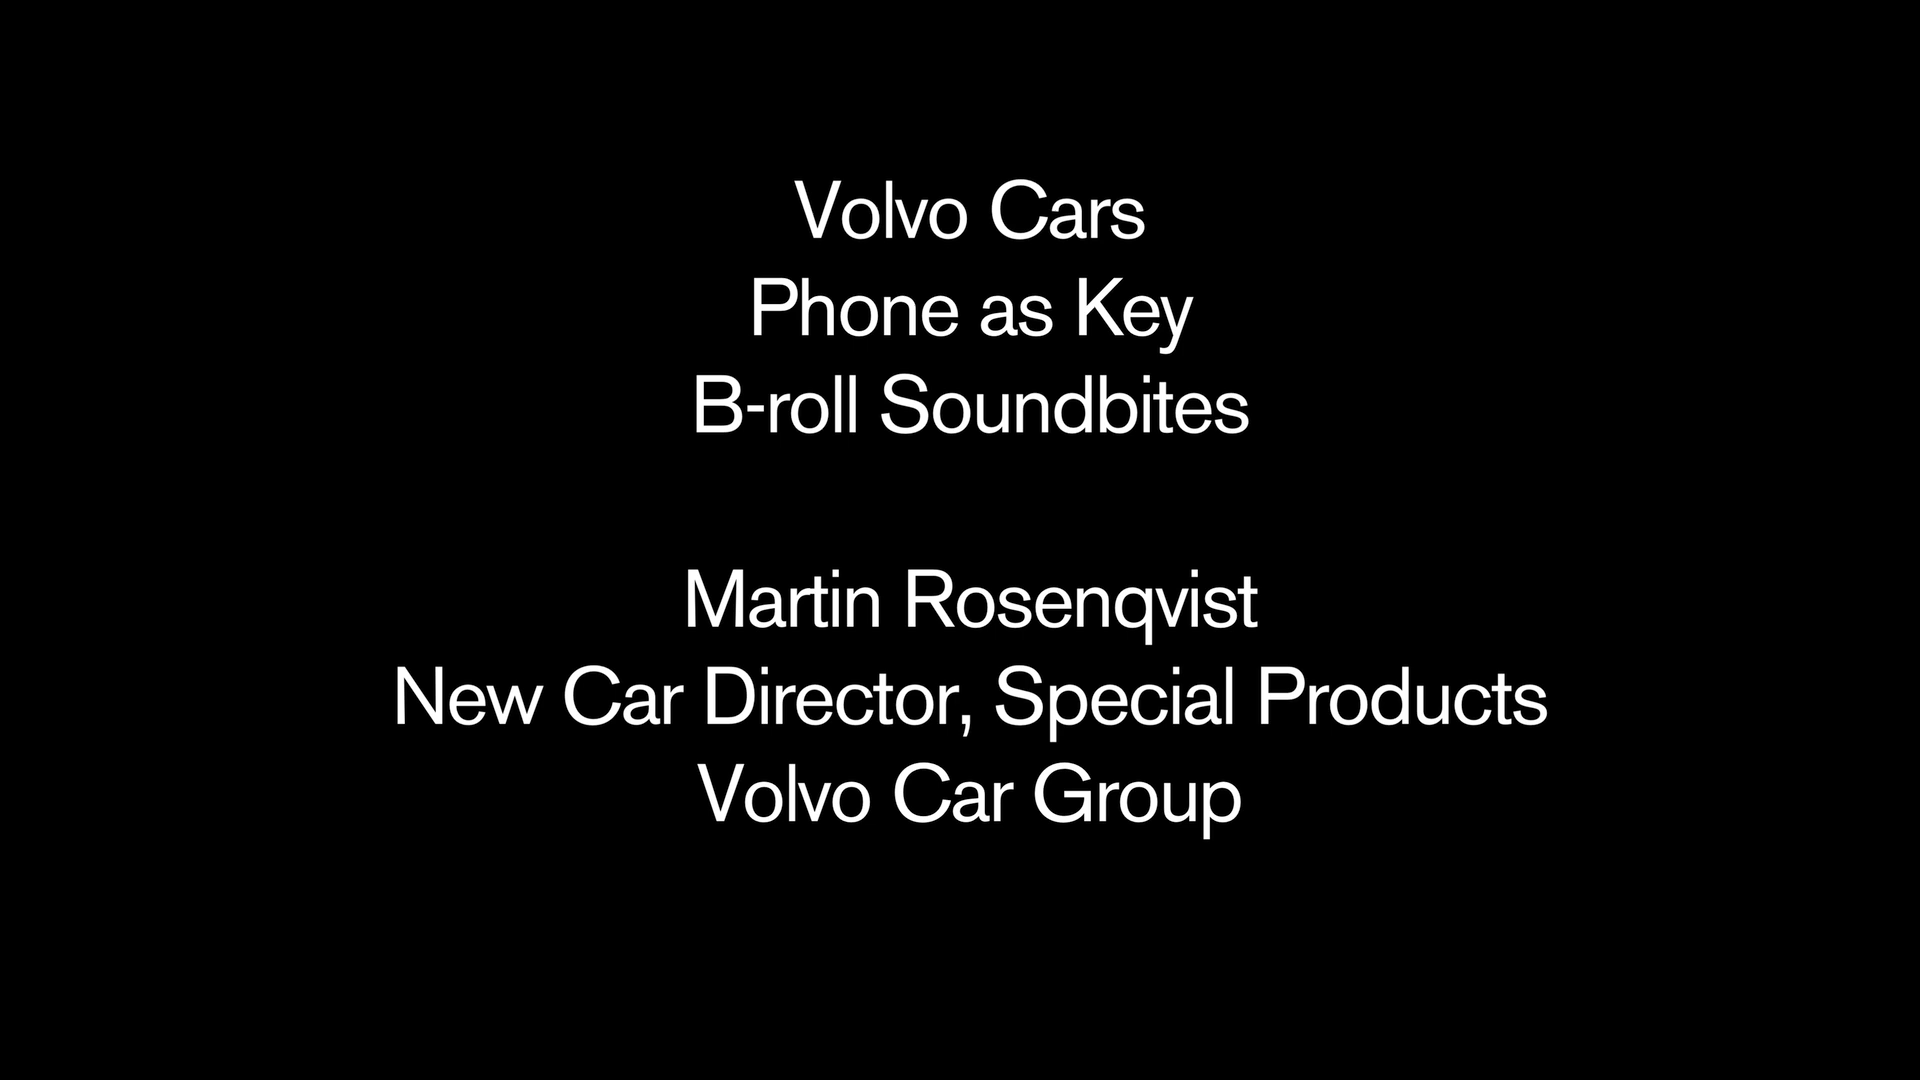 Volvo Cars
Phone as Key
B-roll Soundbites
Martin Rosenqvist
New Car Director, Special Products
Volvo Car Group